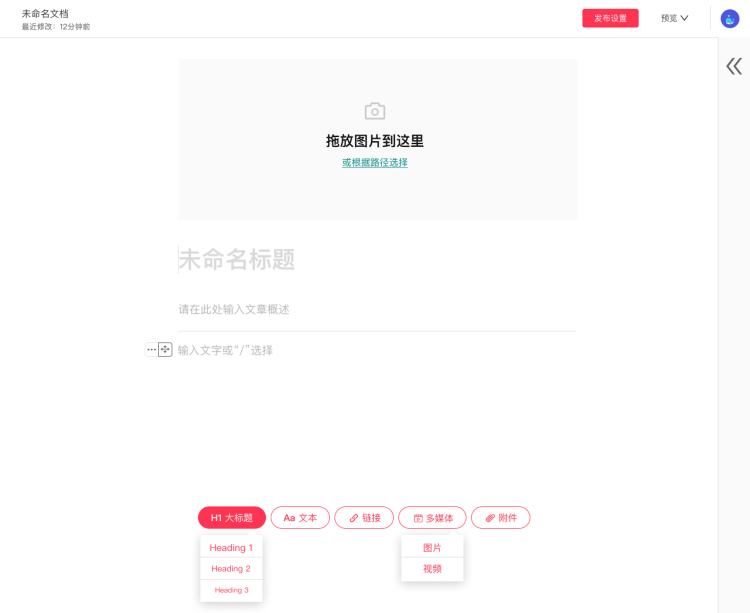 未命名文档
最近修改：12分钟前
发布设置
预览
拖放图片到这里
或根据路径选择
未命名标题
请在此处输入文章概述
输入文字或“/”选择
H1 大标题
Aa 文本
链接
多媒体
附件
Heading 1
Heading 2
Heading 3
图片
视频